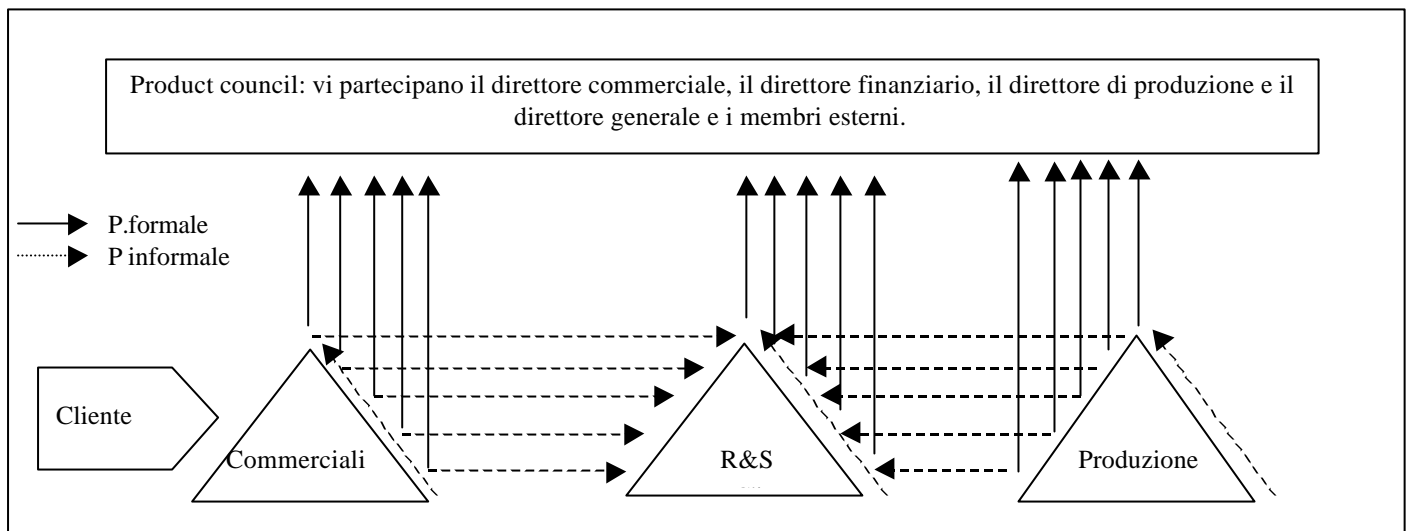 Product council: vi partecipano il direttore commerciale, il direttore finanziario, il direttore di produzione e il
direttore generale e i membri esterni.
P.formale
P informale
Cliente
Commerciali
R&S
Produzione